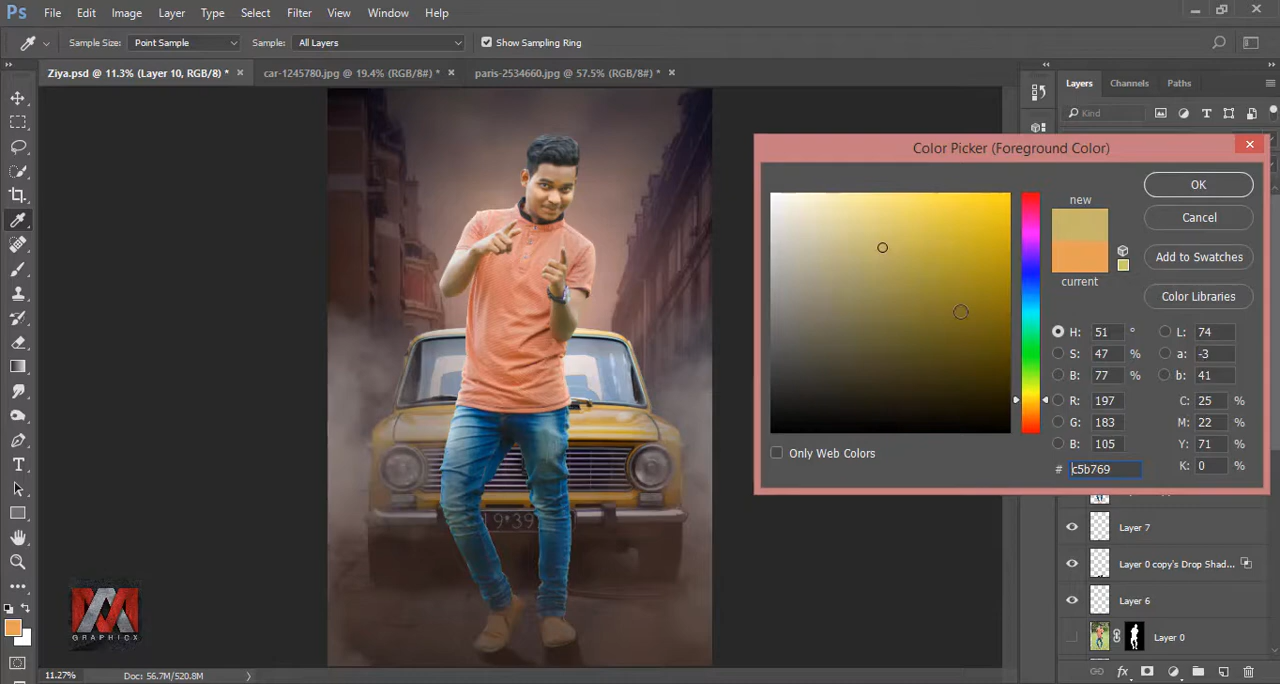 Ps File Edit Image Layer Type Select Filter View Window Help
Sample Size: Point Sample Sample: All Layers Show Sampling Ring
Ziya.psd @ 11.3% (Layer 10, RGB/8) * car-1245780.jpg @ 19.4% (RGB/8#) * paris-2534660.jpg @ 57.5% (RGB/8#) *
Layers Channels Paths
Kind
Color Picker (Foreground Color)
new
current
OK
Cancel
Add to Swatches
Color Libraries
H: 51 ° L: 74
S: 47 % a: -3
B: 77 % b: 41
R: 197 C: 25 %
G: 183 M: 22 %
B: 105 Y: 71 %
# c5b769 K: 0 %
Only Web Colors
Layer 7
Layer 0 copy's Drop Shad...
Layer 6
Layer 0
GRAPHICX
11.27% Doc: 56.7M/520.8M